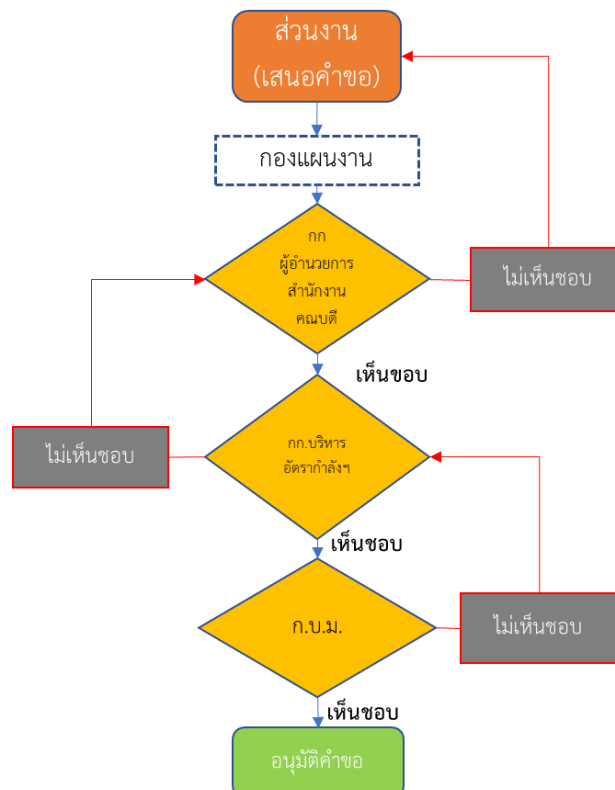 ส่วนงาน
(เสนอคำขอ)
กองแผนงาน
กก
ผู้อำนวยการ
สำนักงาน
คณบดี
ไม่เห็นชอบ
เห็นขอบ
กก.บริหาร
อัตรากำลังฯ
ไม่เห็นชอบ
เห็นชอบ
ก.บ.ม.
ไม่เห็นชอบ
เห็นชอบ
อนุมัติคำขอ